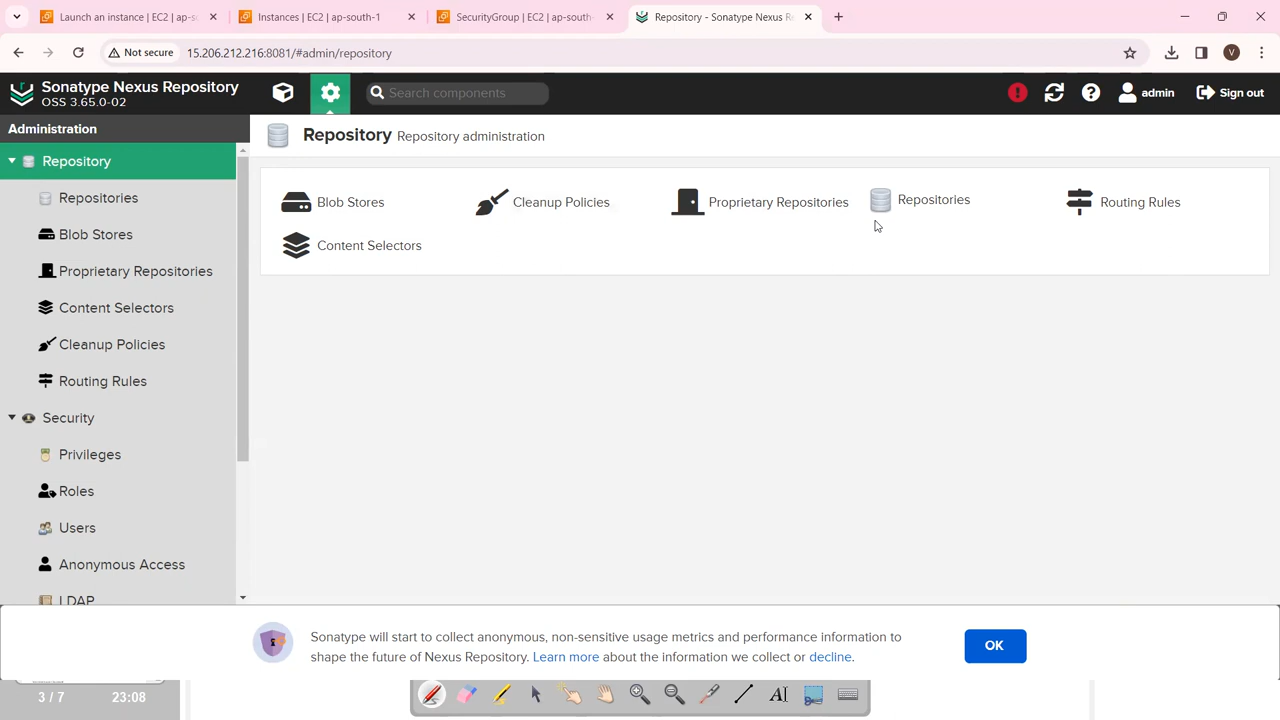 Launch an instance | EC2 | ap-sc
Instances | EC2 | ap-south-1
SecurityGroup | EC2 | ap-south-
Repository - Sonatype Nexus Re
Not secure
15.206.212.216:8081/#admin/repository
V
Sonatype Nexus Repository
OSS 3.65.0-02
Search components
admin
Sign out
Administration
Repository Repository administration
Repository
Repositories
Blob Stores
Proprietary Repositories
Content Selectors
Cleanup Policies
Routing Rules
Security
Privileges
Roles
Users
Anonymous Access
LDAP
Blob Stores
Cleanup Policies
Proprietary Repositories
Repositories
Routing Rules
Content Selectors
Sonatype will start to collect anonymous, non-sensitive usage metrics and performance information to
shape the future of Nexus Repository. Learn more about the information we collect or decline.
OK
3 / 7
23:08
AI